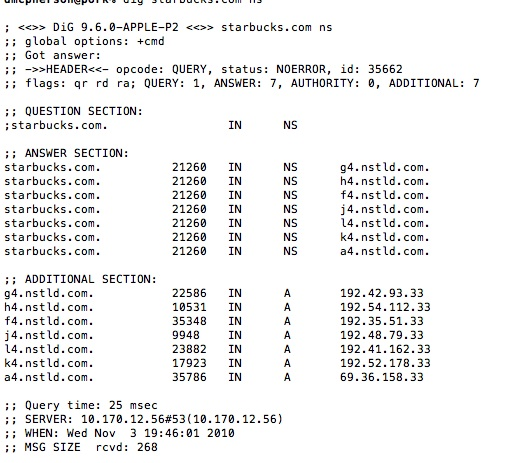 dmcpherson@pork% dig starbucks.com ns
; <<>> DiG 9.6.0-APPLE-P2 <<>> starbucks.com ns
;; global options: +cmd
;; Got answer:
;; ->>HEADER<<- opcode: QUERY, status: NOERROR, id: 35662
;; flags: qr rd ra; QUERY: 1, ANSWER: 7, AUTHORITY: 0, ADDITIONAL: 7
;; QUESTION SECTION:
;starbucks.com. IN NS
;; ANSWER SECTION:
starbucks.com. 21260 IN NS g4.nstld.com.
starbucks.com. 21260 IN NS h4.nstld.com.
starbucks.com. 21260 IN NS f4.nstld.com.
starbucks.com. 21260 IN NS j4.nstld.com.
starbucks.com. 21260 IN NS l4.nstld.com.
starbucks.com. 21260 IN NS k4.nstld.com.
starbucks.com. 21260 IN NS a4.nstld.com.
;; ADDITIONAL SECTION:
g4.nstld.com. 22586 IN A 192.42.93.33
h4.nstld.com. 10531 IN A 192.54.112.33
f4.nstld.com. 35348 IN A 192.35.51.33
j4.nstld.com. 9948 IN A 192.48.79.33
l4.nstld.com. 23882 IN A 192.41.162.33
k4.nstld.com. 17923 IN A 192.52.178.33
a4.nstld.com. 35786 IN A 69.36.158.33
;; Query time: 25 msec
;; SERVER: 10.170.12.56#53(10.170.12.56)
;; WHEN: Wed Nov 3 19:46:01 2010
;; MSG SIZE rcvd: 268